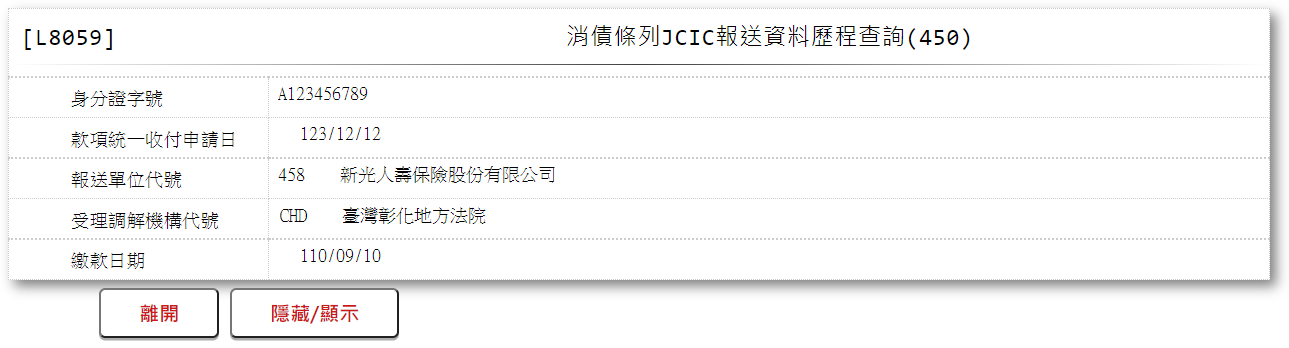 [L8059] 消債條列JCIC報送資料歷程查詢(450)
身分證字號 A123456789
款項統一收付申請日 123/12/12
報送單位代號 458 新光人壽保險股份有限公司
受理調解機構代號 CHD 臺灣彰化地方法院
繳款日期 110/09/10
離開 隱藏/顯示